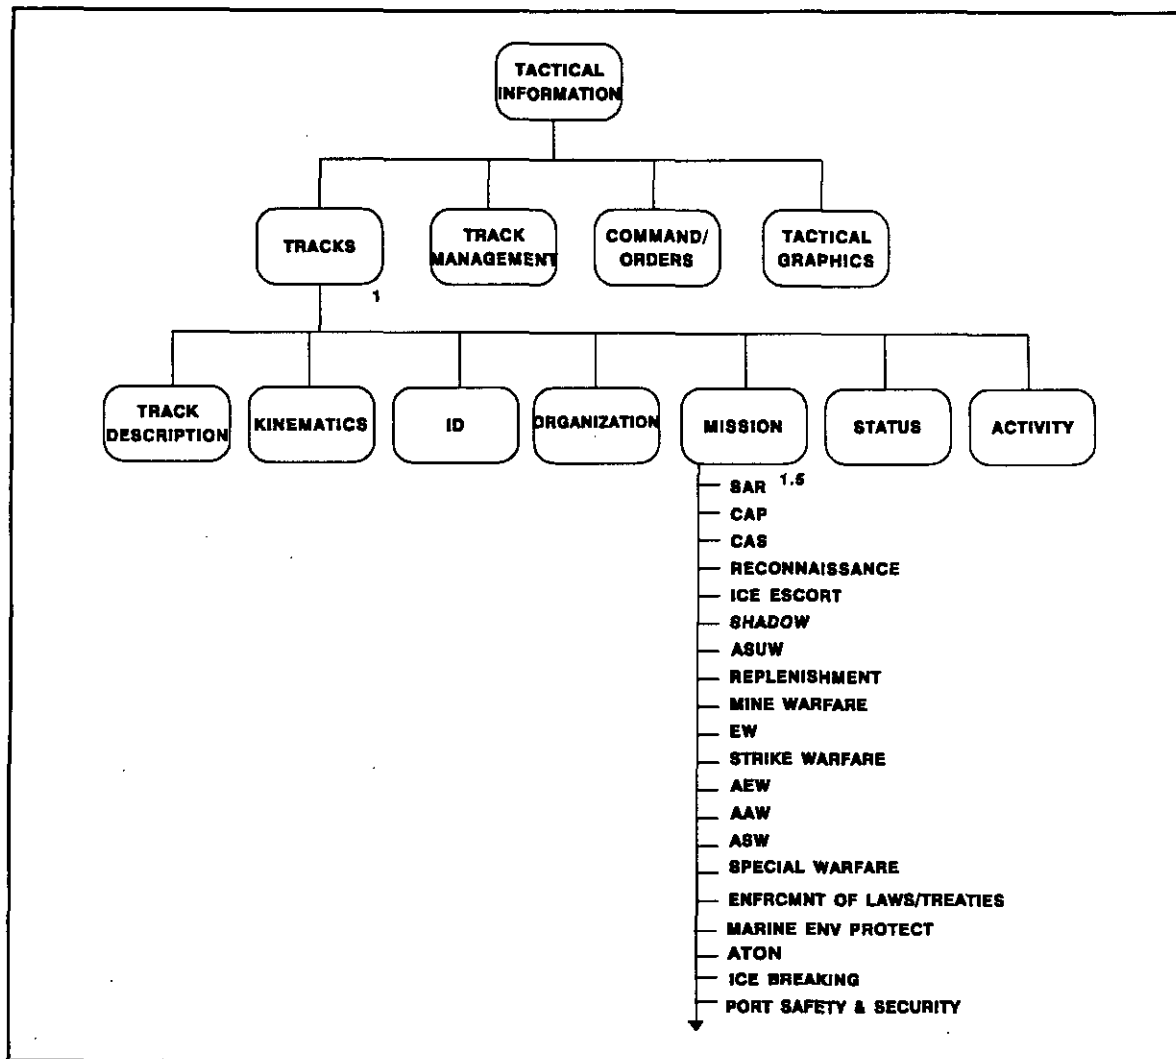 TACTICAL
INFORMATION
TRACKS
1
TRACK
MANAGEMENT
COMMAND/
ORDERS
TACTICAL
GRAPHICS
TRACK
DESCRIPTION
KINEMATICS
ID
ORGANIZATION
MISSION
1.5
STATUS
ACTIVITY
SAR
CAP
CAS
RECONNAISSANCE
ICE ESCORT
SHADOW
ASUW
REPLENISHMENT
MINE WARFARE
EW
STRIKE WARFARE
AEW
AAW
ASW
SPECIAL WARFARE
ENFRCMNT OF LAWS/TREATIES
MARINE ENV PROTECT
ATON
ICE BREAKING
PORT SAFETY & SECURITY